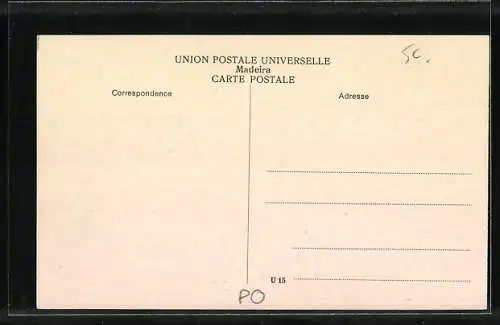 5c.
UNION POSTALE UNIVERSELLE
Madeira
CARTE POSTALE
Correspondence
Adresse
U 15
PO